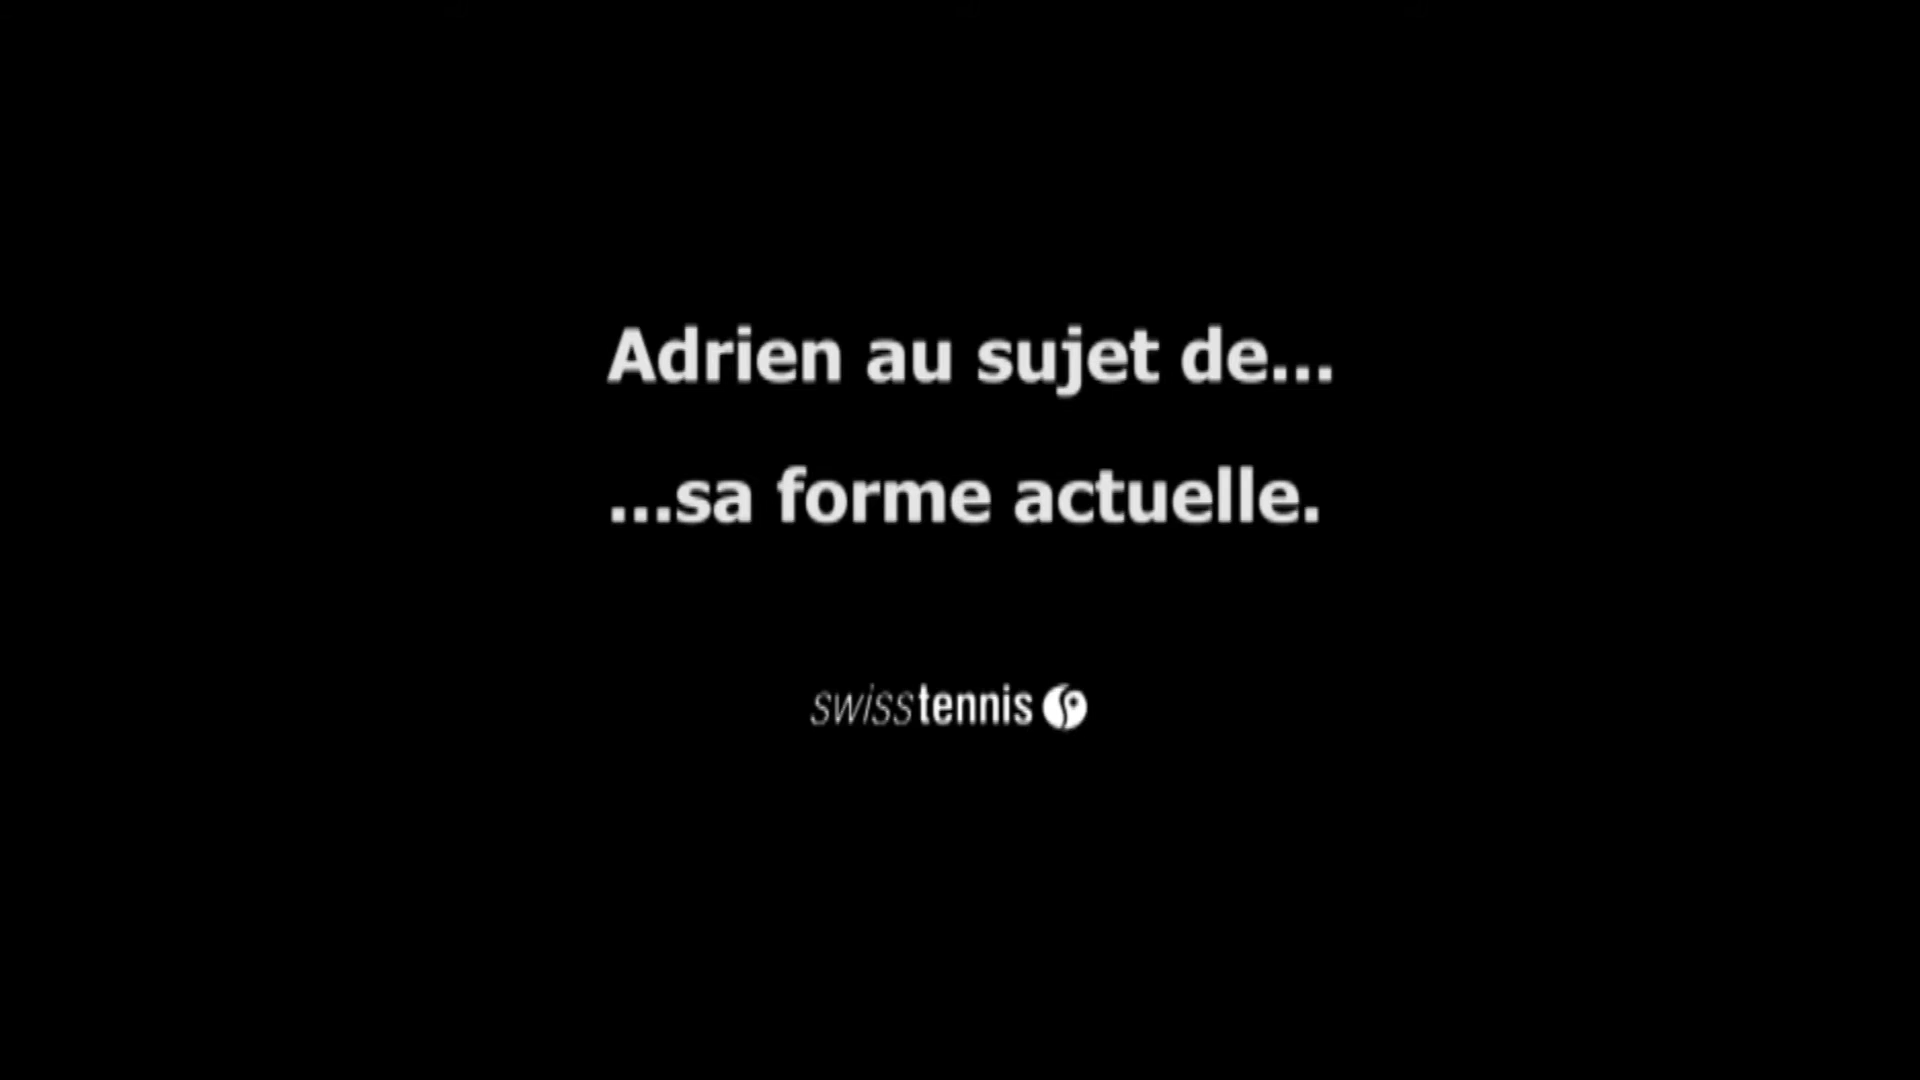 Adrien au sujet de...
...sa forme actuelle.
swisstennis